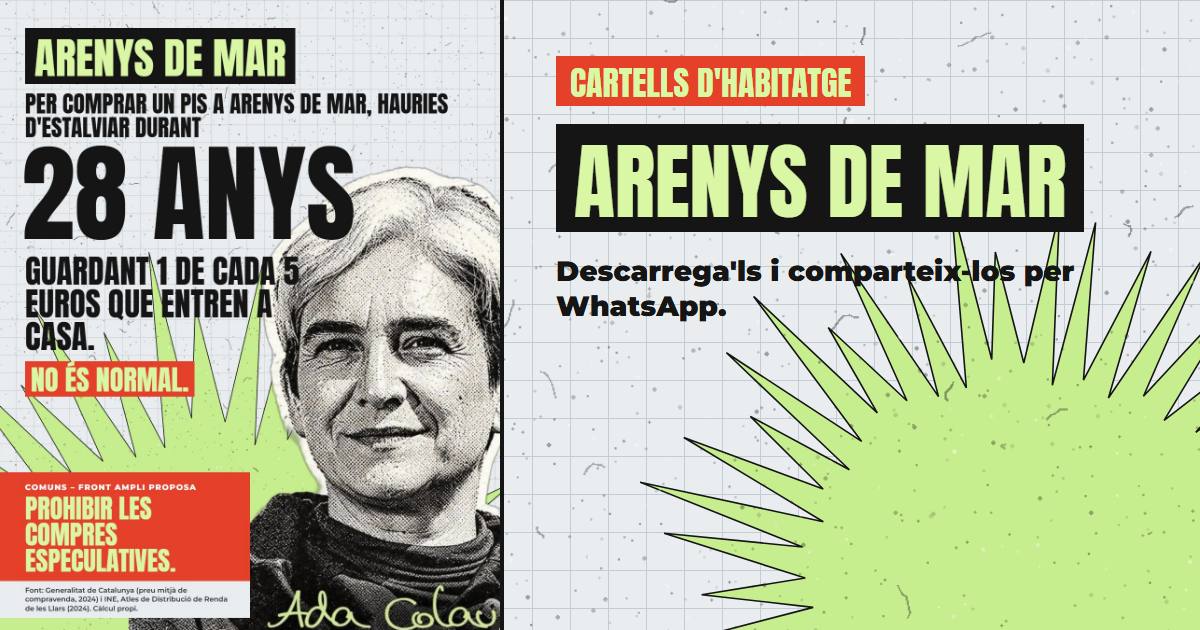 ARENYS DE MAR
PER COMPRAR UN PIS A ARENYS DE MAR, HAURIES
D'ESTALVIAR DURANT
28 ANYS
GUARDANT 1 DE CADA 5
EUROS QUE ENTREN A
CASA.
NO ÉS NORMAL.
COMUNS – FRONT AMPLI PROPOSA
PROHIBIR LES
COMPRES
ESPECULATIVES.
Font: Generalitat de Catalunya (preu mitjà de
compravenda, 2024) i INE, Atles de Distribució de Renda
de les Llars (2024). Càlcul propi.
Ada Colau
CARTELLS D'HABITATGE
ARENYS DE MAR
Descarrega'ls i comparteix-los per
WhatsApp.